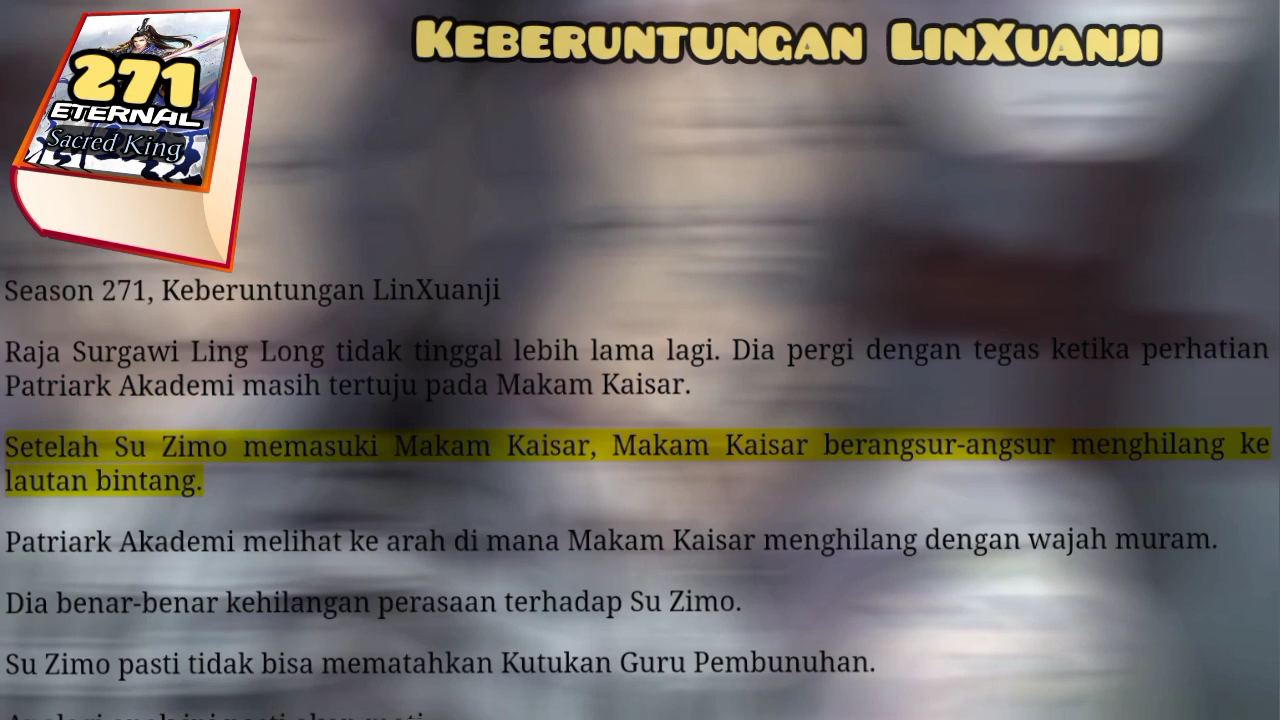 Keberuntungan LinXuanji
271
ETERNAL
Sacred King
Season 271, Keberuntungan LinXuanji
Raja Surgawi Ling Long tidak tinggal lebih lama lagi. Dia pergi dengan tegas ketika perhatian
Patriark Akademi masih tertuju pada Makam Kaisar.
Setelah Su Zimo memasuki Makam Kaisar, Makam Kaisar berangsur-angsur menghilang ke
lautan bintang.
Patriark Akademi melihat ke arah di mana Makam Kaisar menghilang dengan wajah muram.
Dia benar-benar kehilangan perasaan terhadap Su Zimo.
Su Zimo pasti tidak bisa mematahkan Kutukan Guru Pembunuhan.